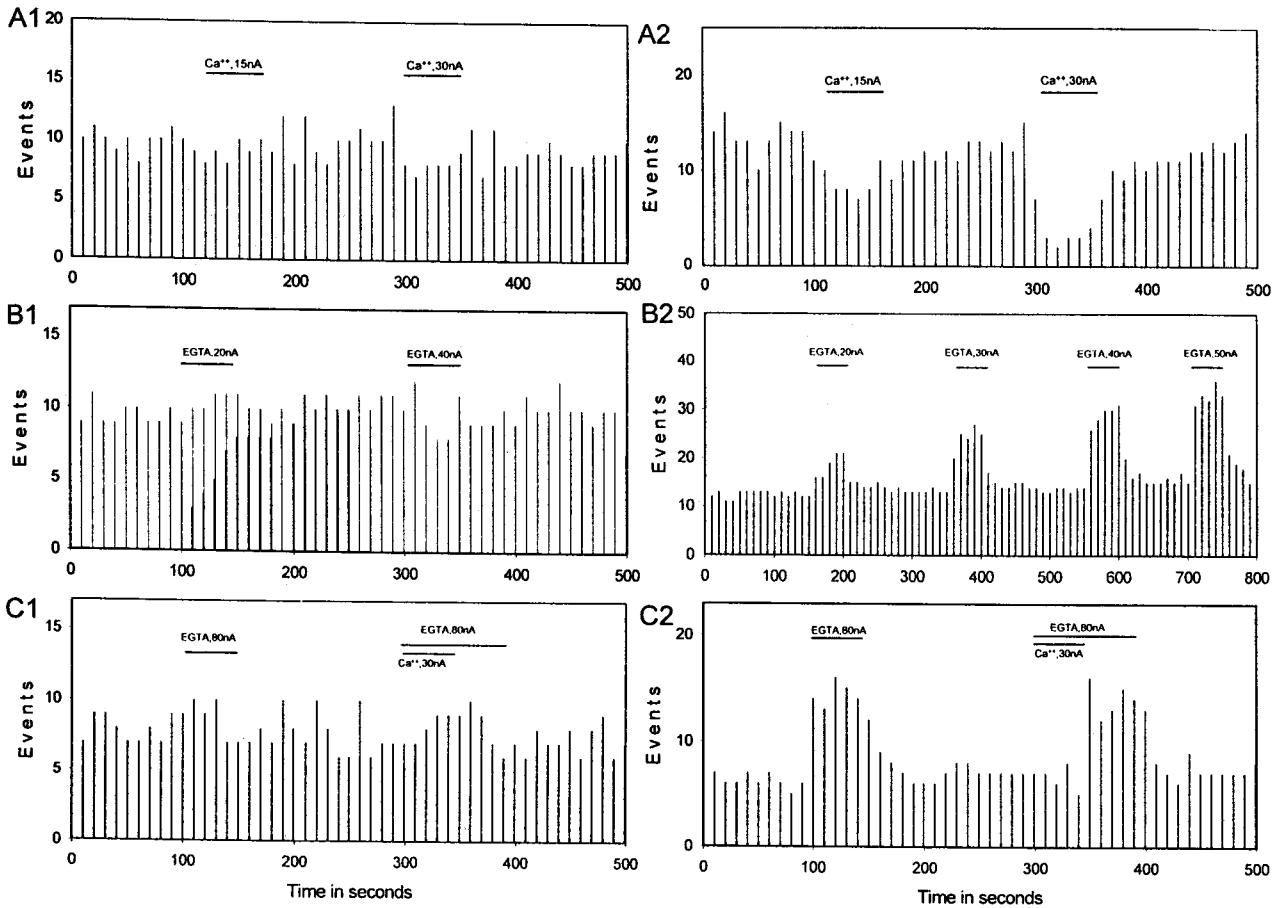 A1
20
15
10
5
0
Events
Ca++,15nA
Ca++,30nA
0 100 200 300 400 500
A2
20
10
0
Events
Ca++,15nA
Ca++,30nA
0 100 200 300 400 500
B1
15
10
5
0
Events
EGTA,20nA
EGTA,40nA
0 100 200 300 400 500
B2
50
40
30
20
10
0
Events
EGTA,20nA
EGTA,30nA
EGTA,40nA
EGTA,50nA
0 100 200 300 400 500 600 700 800
C1
15
10
5
0
Events
EGTA,80nA
EGTA,80nA
Ca++,30nA
0 100 200 300 400 500
Time in seconds
C2
20
10
0
Events
EGTA,80nA
EGTA,80nA
Ca++,30nA
0 100 200 300 400 500
Time in seconds